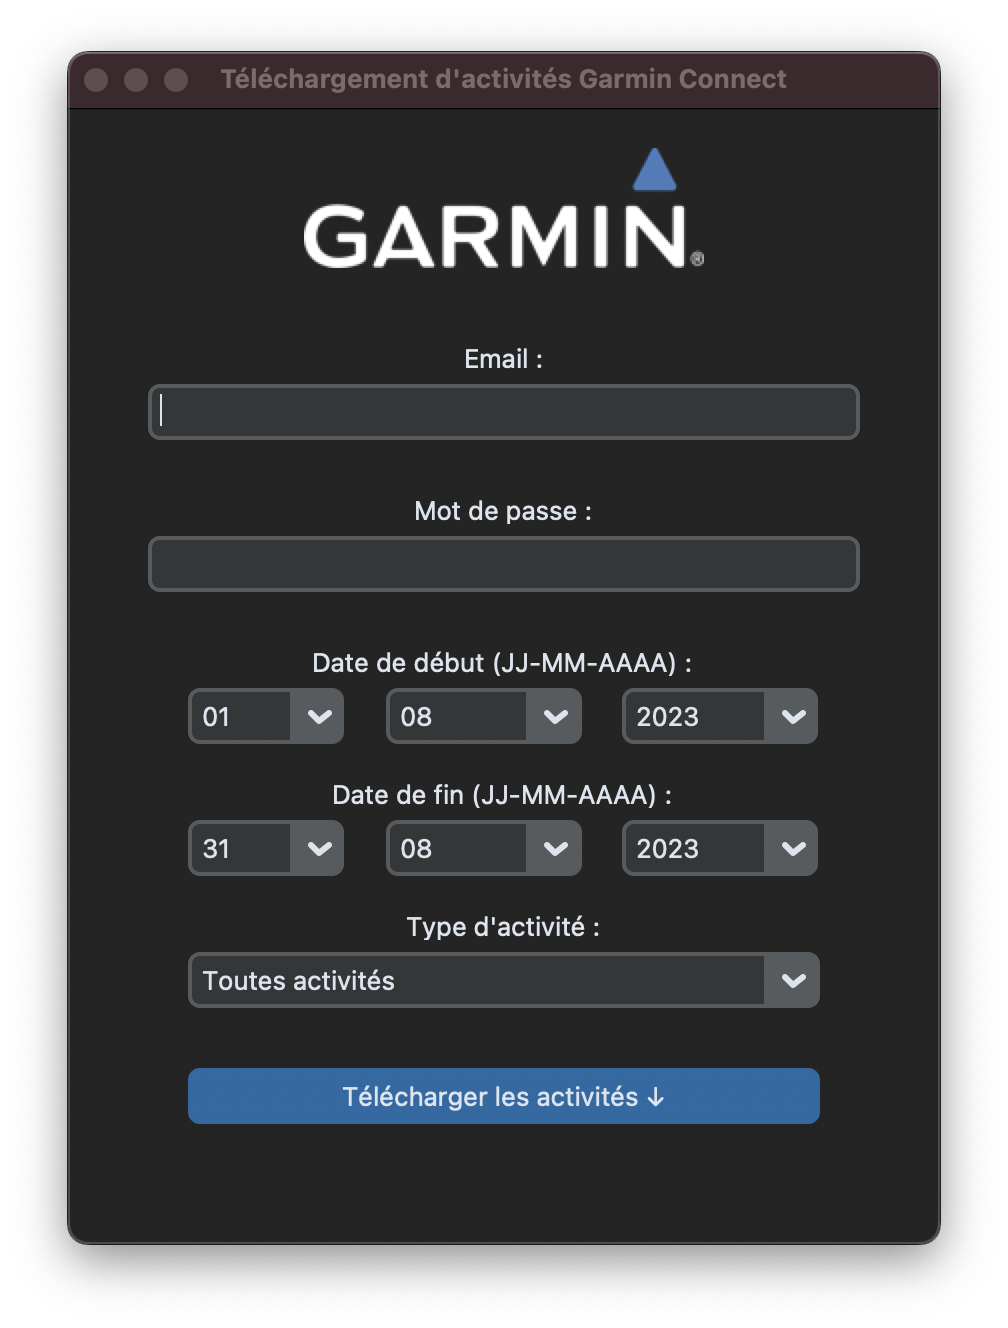 Téléchargement d'activités Garmin Connect
GARMIN®
Email :
Mot de passe :
Date de début (JJ-MM-AAAA) :
01 08 2023
Date de fin (JJ-MM-AAAA) :
31 08 2023
Type d'activité :
Toutes activités
Télécharger les activités ↓